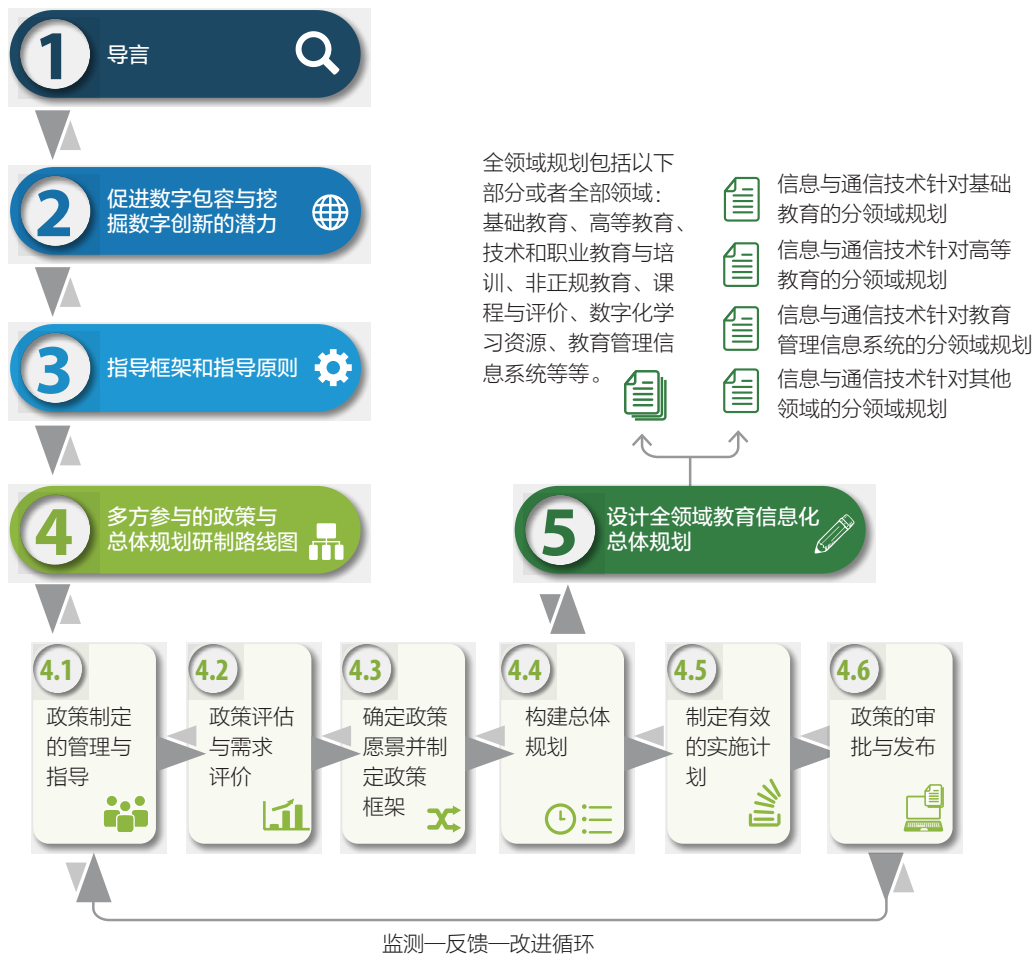 1
导言
2
促进数字包容与挖
掘数字创新的潜力
3
指导框架和指导原则
4
多方参与的政策与
总体规划研制路线图
全领域规划包括以下
部分或者全部领域：
基础教育、高等教育、
技术和职业教育与培
训、非正规教育、课
程与评价、数字化学
习资源、教育管理信
息系统等等。
信息与通信技术针对基础
教育的分领域规划
信息与通信技术针对高等
教育的分领域规划
信息与通信技术针对教育
管理信息系统的分领域规划
信息与通信技术针对其他
领域的分领域规划
5
设计全领域教育信息化
总体规划
4.1
政策制定
的管理与
指导
4.2
政策评估
与需求
评价
4.3
确定政策
愿景并制
定政策
框架
4.4
构建总体
规划
4.5
制定有效
的实施计
划
4.6
政策的审
批与发布
监测—反馈—改进循环